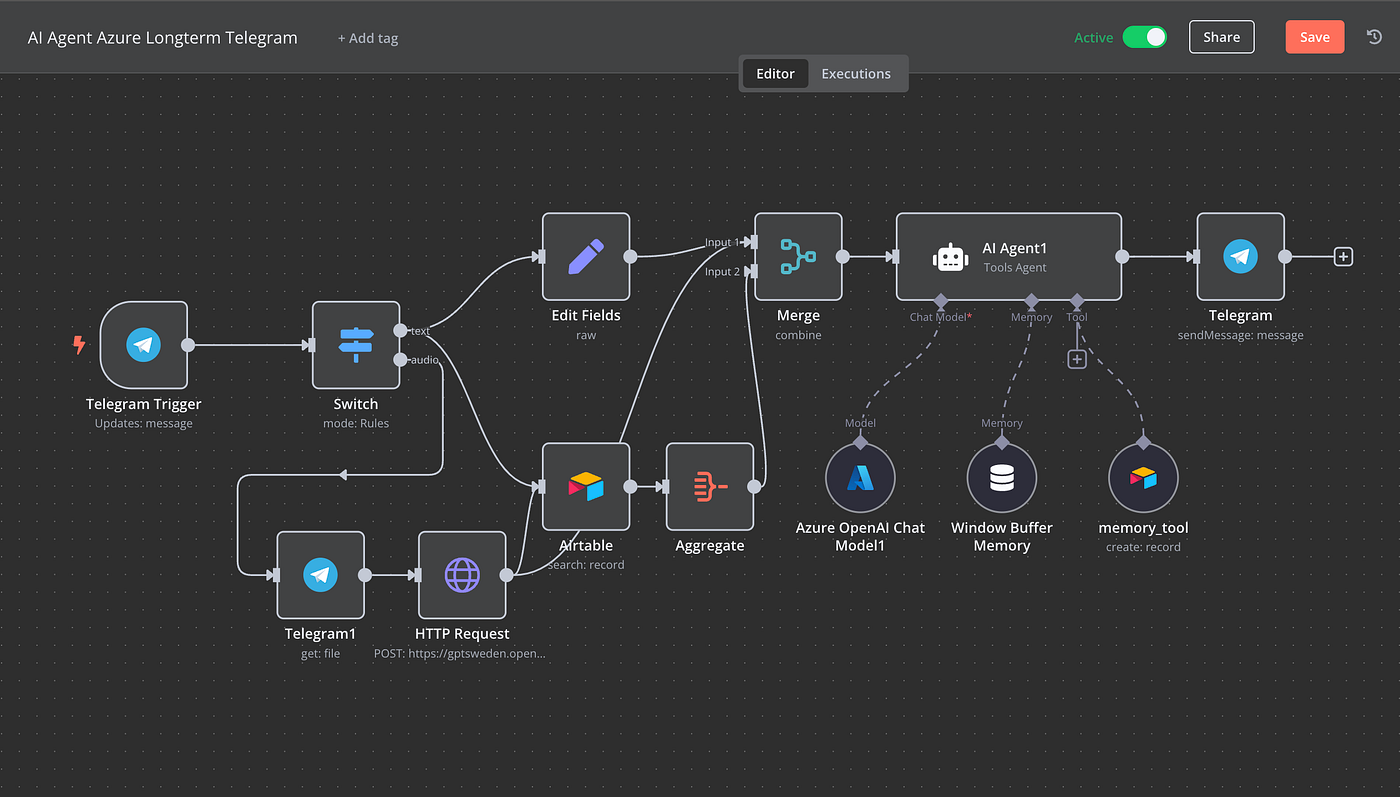 AI Agent Azure Longterm Telegram
+ Add tag
Active
Share
Save
Editor
Executions
Telegram Trigger
Updates: message
text
audio
Switch
mode: Rules
Edit Fields
raw
Input 1
Input 2
Merge
combine
AI Agent1
Tools Agent
Chat Model*
Memory
Tool
Telegram
sendMessage: message
Airtable
search: record
Aggregate
Model
Azure OpenAI Chat
Model1
Memory
Window Buffer
Memory
memory_tool
create: record
Telegram1
get: file
HTTP Request
POST: https://gptsweden.open...